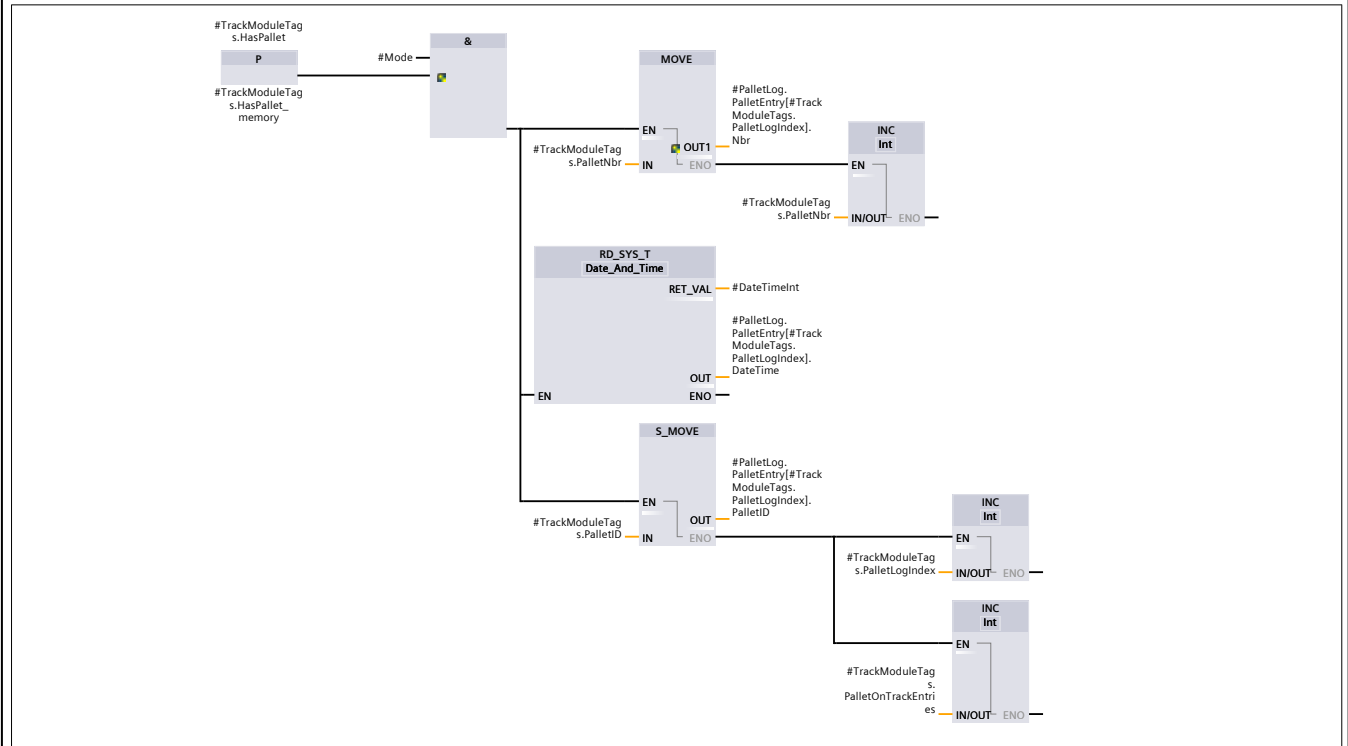 #TrackModuleTag
s.HasPallet
P
#TrackModuleTag
s.HasPallet_
memory
#Mode
&
MOVE
EN
OUT1
IN
ENO
#TrackModuleTag
s.PalletNbr
#PalletLog.
PalletEntry[#Track
ModuleTags.
PalletLogIndex].
Nbr
INC
Int
EN
IN/OUT
ENO
#TrackModuleTag
s.PalletNbr
RD_SYS_T
Date_And_Time
RET_VAL
#DateTimeInt
#PalletLog.
PalletEntry[#Track
ModuleTags.
PalletLogIndex].
DateTime
OUT
EN
ENO
S_MOVE
EN
OUT
IN
ENO
#TrackModuleTag
s.PalletID
#PalletLog.
PalletEntry[#Track
ModuleTags.
PalletLogIndex].
PalletID
INC
Int
EN
#TrackModuleTag
s.PalletLogIndex
IN/OUT
ENO
INC
Int
EN
#TrackModuleTag
s.
PalletOnTrackEntri
es
IN/OUT
ENO